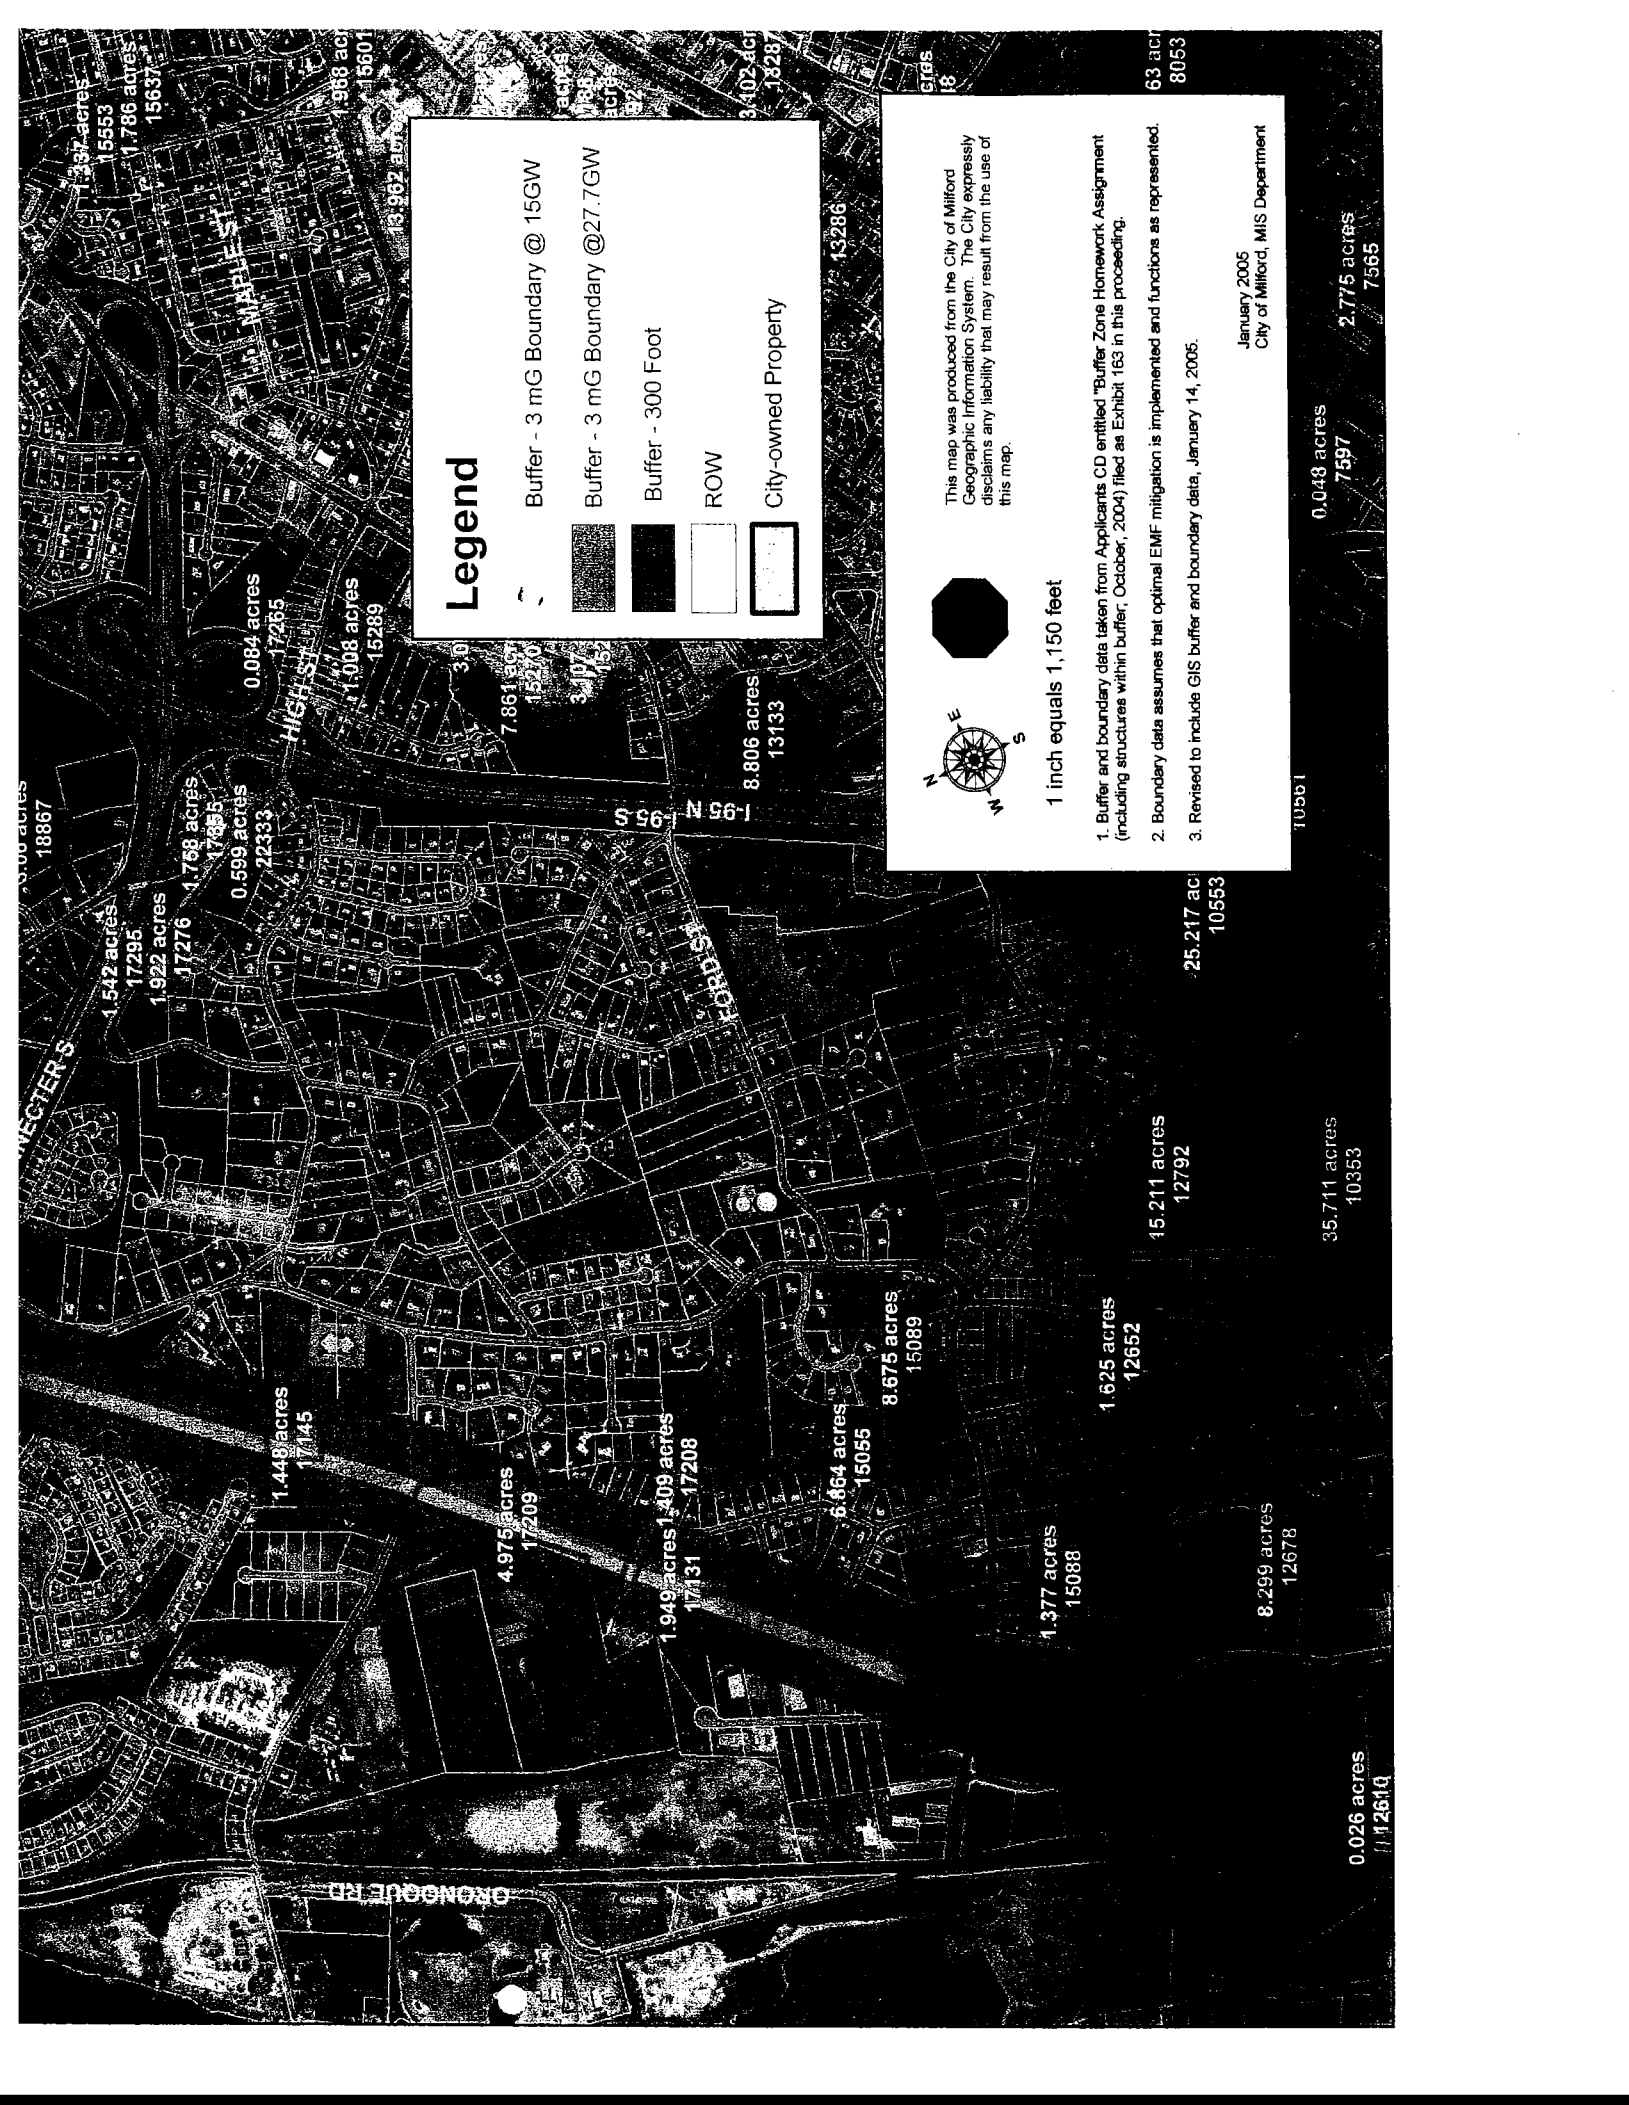 Legend
Buffer - 3 mG Boundary @ 15GW
Buffer - 3 mG Boundary @27.7GW
Buffer - 300 Foot
ROW
City-owned Property
N
E
S
W
1 inch equals 1,150 feet
This map was produced from the City of Milford
Geographic Information System. The City expressly
disclaims any liability that may result from the use of
this map.
1. Buffer and boundary data taken from Applicants CD entitled "Buffer Zone Homework Assignment
(including structures within buffer, October, 2004) filed as Exhibit 163 in this proceeding.
2. Boundary data assumes that optimal EMF mitigation is implemented and functions as represented.
3. Revised to include GIS buffer and boundary data, January 14, 2005.
January 2005
City of Milford, MIS Department
ORONOQUE RD
HIGH ST
MAPLE ST
FORD ST
I-95 S
I-95 N
18867
1.542 acres
17295
1.922 acres
17276
1.758 acres
0.599 acres
22333
0.084 acres
17265
1.008 acres
15289
15553
1.786 acres
15637
13.962 acres
15601
7.861 acr
15270
8.806 acres
13133
13286
13287
1.448 acres
17145
4.975 acres
17209
1.949 acres
17131
1.409 acres
17208
6.864 acres
15055
8.675 acres
15089
1.377 acres
15088
1.625 acres
12652
15.211 acres
12792
25.217 ac
10553
8.299 acres
12678
35.711 acres
10353
0.026 acres
12610
10561
0.048 acres
7597
2.775 acres
7565
63 acr
8053